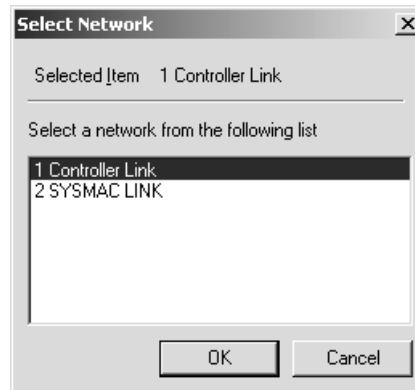 Select Network
Selected Item 1 Controller Link
Select a network from the following list
1 Controller Link
2 SYSMAC LINK
OK Cancel